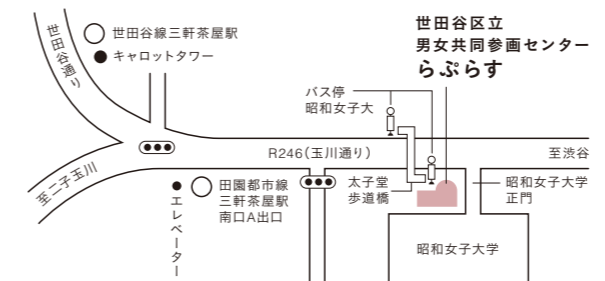 世田谷区立
男女共同参画センター
らぷらす
世田谷通り
世田谷線三軒茶屋駅
キャロットタワー
バス停
昭和女子大
R246（玉川通り）
至渋谷
至二子玉川
エレベーター
田園都市線
三軒茶屋駅
南口A出口
太子堂
歩道橋
昭和女子大学
正門
昭和女子大学